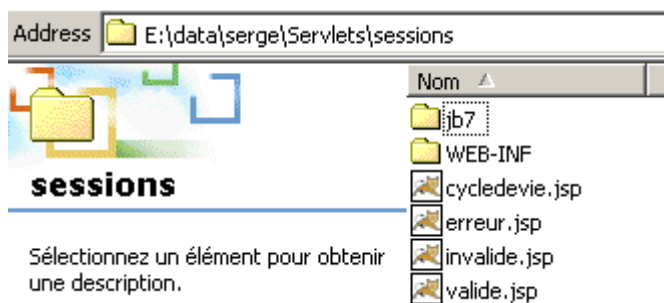 Address E:\data\serge\Servlets\sessions
Nom
jb7
WEB-INF
sessions
cycledevie.jsp
erreur.jsp
Sélectionnez un élément pour obtenir
une description.
invalide.jsp
valide.jsp